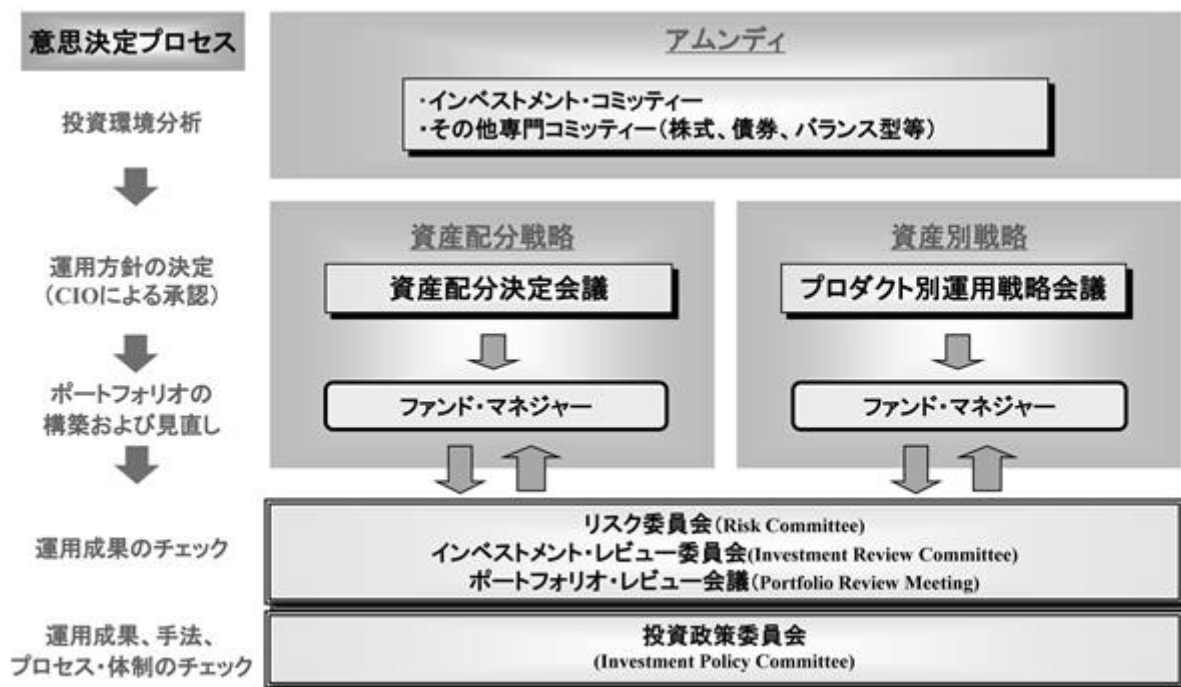 意思決定プロセス
アムンディ
投資環境分析
・インベストメント・コミッティー
・その他専門コミッティー（株式、債券、バランス型等）
資産配分戦略
資産別戦略
運用方針の決定
（CIOによる承認）
資産配分決定会議
プロダクト別運用戦略会議
ポートフォリオの
構築および見直し
ファンド・マネジャー
ファンド・マネジャー
運用成果のチェック
リスク委員会（Risk Committee）
インベストメント・レビュー委員会(Investment Review Committee)
ポートフォリオ・レビュー会議（Portfolio Review Meeting）
運用成果、手法、
プロセス・体制のチェック
投資政策委員会
(Investment Policy Committee)